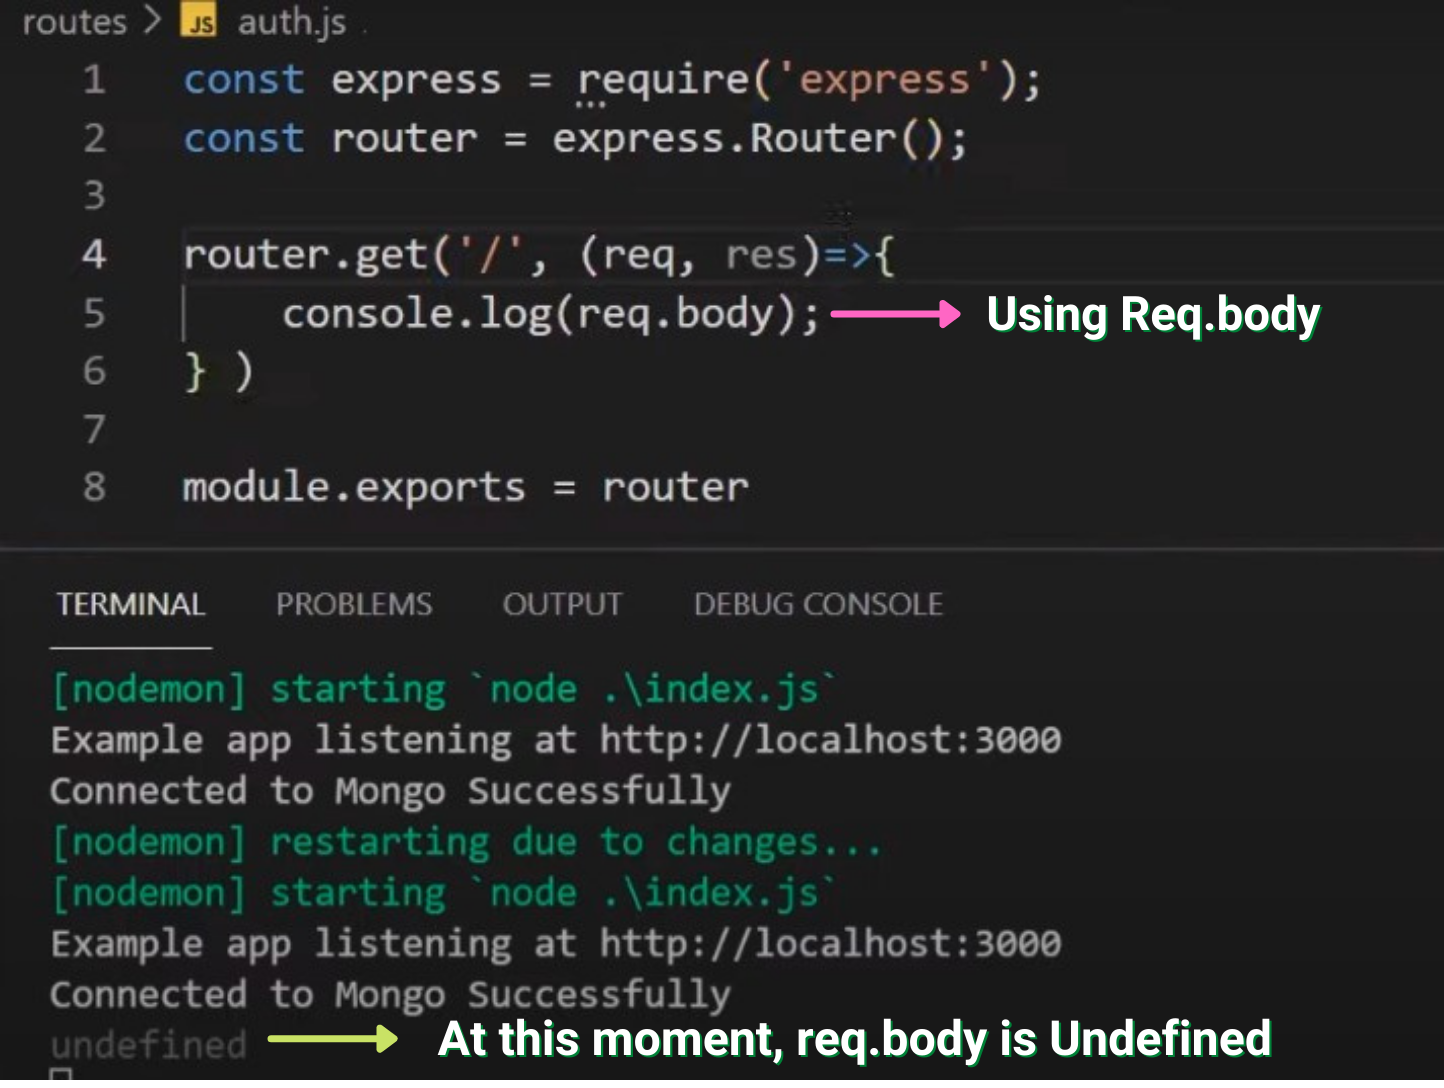 routes > JS auth.js .
1 const express = require('express');
2 const router = express.Router();
3
4 router.get('/', (req, res)=>{
5 console.log(req.body); Using Req.body
6 } )
7
8 module.exports = router
TERMINAL PROBLEMS OUTPUT DEBUG CONSOLE
[nodemon] starting `node .\index.js`
Example app listening at http://localhost:3000
Connected to Mongo Successfully
[nodemon] restarting due to changes...
[nodemon] starting `node .\index.js`
Example app listening at http://localhost:3000
Connected to Mongo Successfully
undefined At this moment, req.body is Undefined